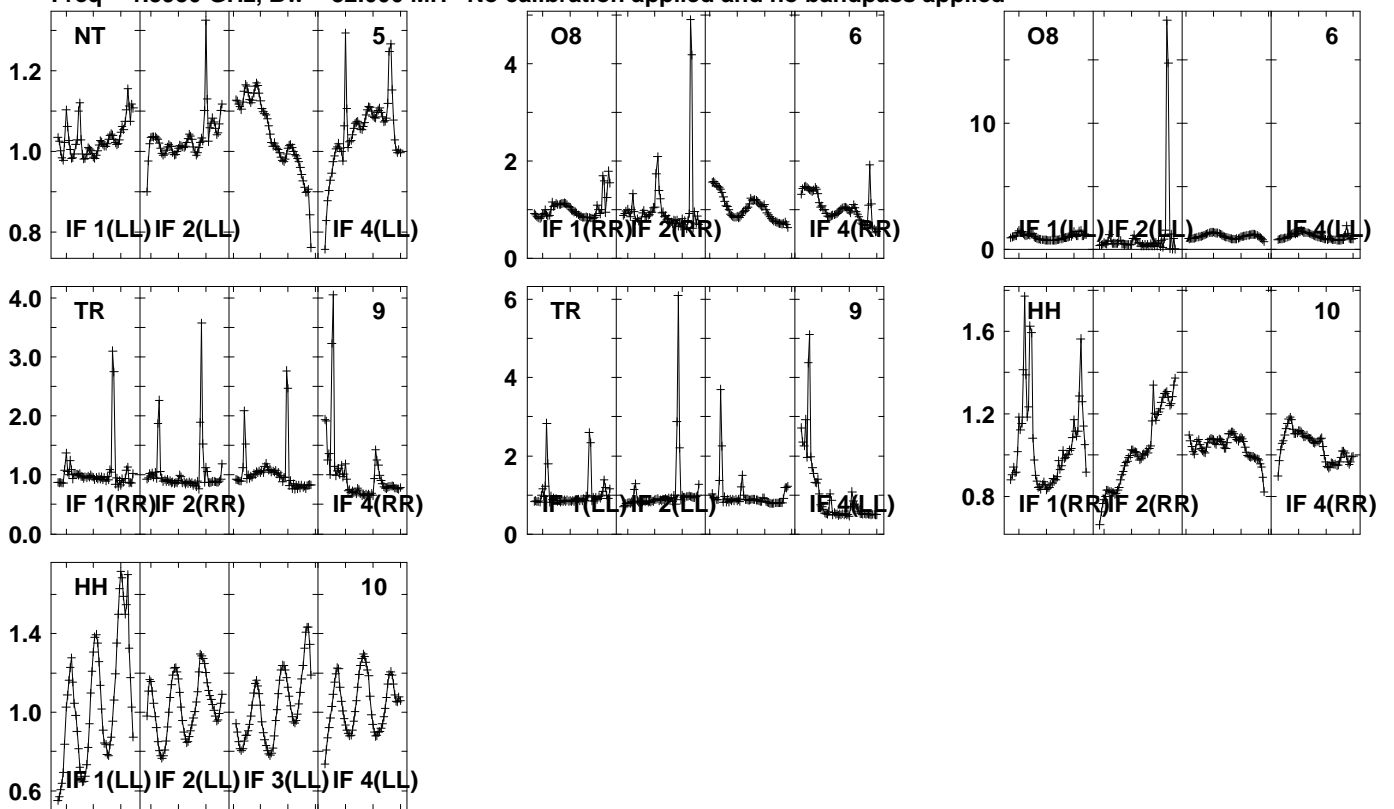 No calibration applied and no bandpass applied
NT 5
1.2
1.0
0.8
IF 1(LL) IF 2(LL) IF 4(LL)
O8 6
4
2
0
IF 1(RR) IF 2(RR) IF 4(RR)
O8 6
10
0
IF 1(LL) IF 2(LL) IF 4(LL)
TR 9
4.0
3.0
2.0
1.0
0.0
IF 1(RR) IF 2(RR) IF 4(RR)
TR 9
6
4
2
0
IF 1(LL) IF 2(LL) IF 4(LL)
HH 10
1.6
1.2
0.8
IF 1(RR) IF 2(RR) IF 4(RR)
HH 10
1.4
1.0
0.6
IF 1(LL) IF 2(LL) IF 3(LL) IF 4(LL)